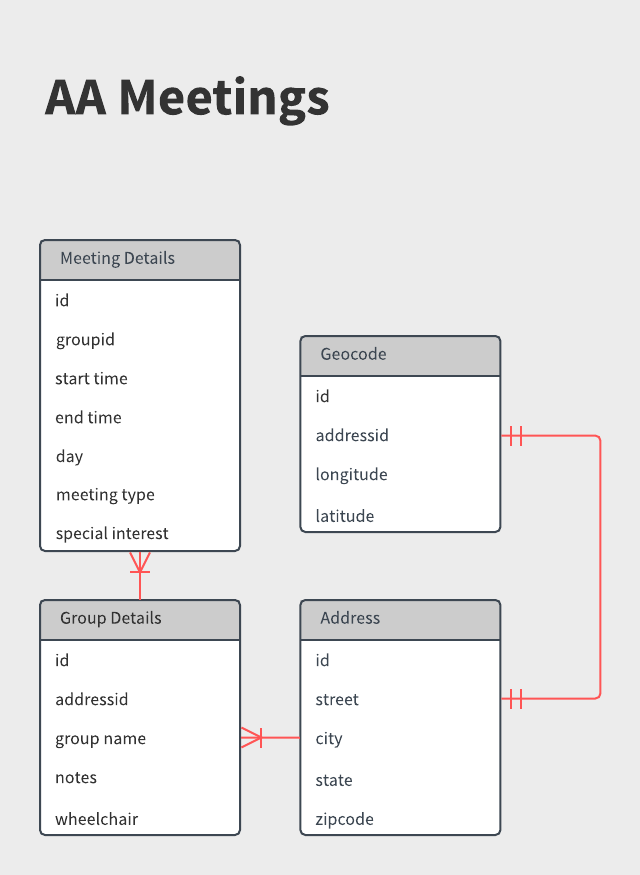 AA Meetings
Meeting Details
id
groupid
start time
end time
day
meeting type
special interest
Geocode
id
addressid
longitude
latitude
Group Details
id
addressid
group name
notes
wheelchair
Address
id
street
city
state
zipcode